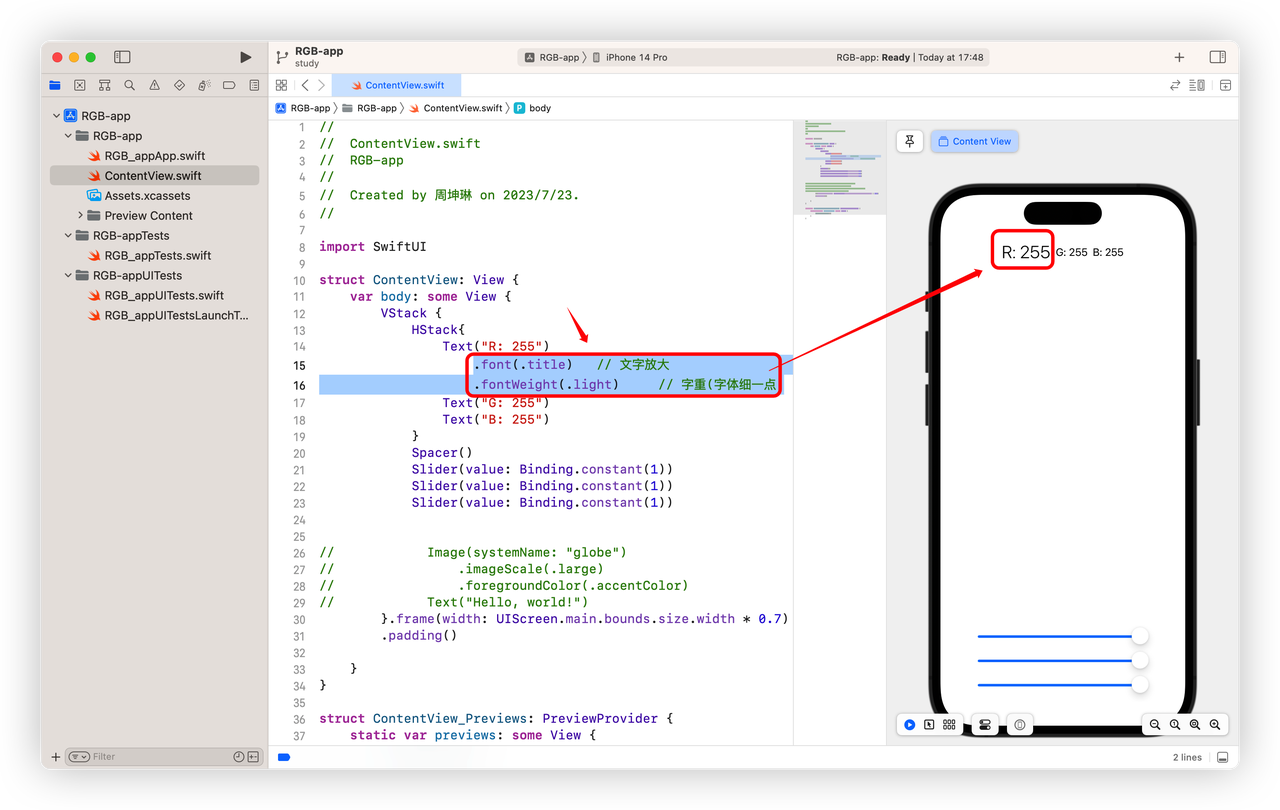 RGB-app
study
RGB-app
iPhone 14 Pro
RGB-app: Ready | Today at 17:48
ContentView.swift
RGB-app
RGB-app
ContentView.swift
P body
RGB-app
RGB-app
RGB_appApp.swift
ContentView.swift
Assets.xcassets
Preview Content
RGB-appTests
RGB_appTests.swift
RGB-appUITests
RGB_appUITests.swift
RGB_appUITestsLaunchT...
Filter
1 //
2 //  ContentView.swift
3 //  RGB-app
4 //
5 //  Created by 周坤琳 on 2023/7/23.
6 //
7
8 import SwiftUI
9
10 struct ContentView: View {
11     var body: some View {
12         VStack {
13             HStack{
14                 Text("R: 255")
15                     .font(.title)   // 文字放大
16                     .fontWeight(.light)     // 字重(字体细一点
17                 Text("G: 255")
18                 Text("B: 255")
19             }
20             Spacer()
21             Slider(value: Binding.constant(1))
22             Slider(value: Binding.constant(1))
23             Slider(value: Binding.constant(1))
24
25
26 //            Image(systemName: "globe")
27 //                .imageScale(.large)
28 //                .foregroundColor(.accentColor)
29 //            Text("Hello, world!")
30         }.frame(width: UIScreen.main.bounds.size.width * 0.7)
31         .padding()
32
33     }
34 }
35
36 struct ContentView_Previews: PreviewProvider {
37     static var previews: some View {
Content View
R: 255 G: 255 B: 255
2 lines